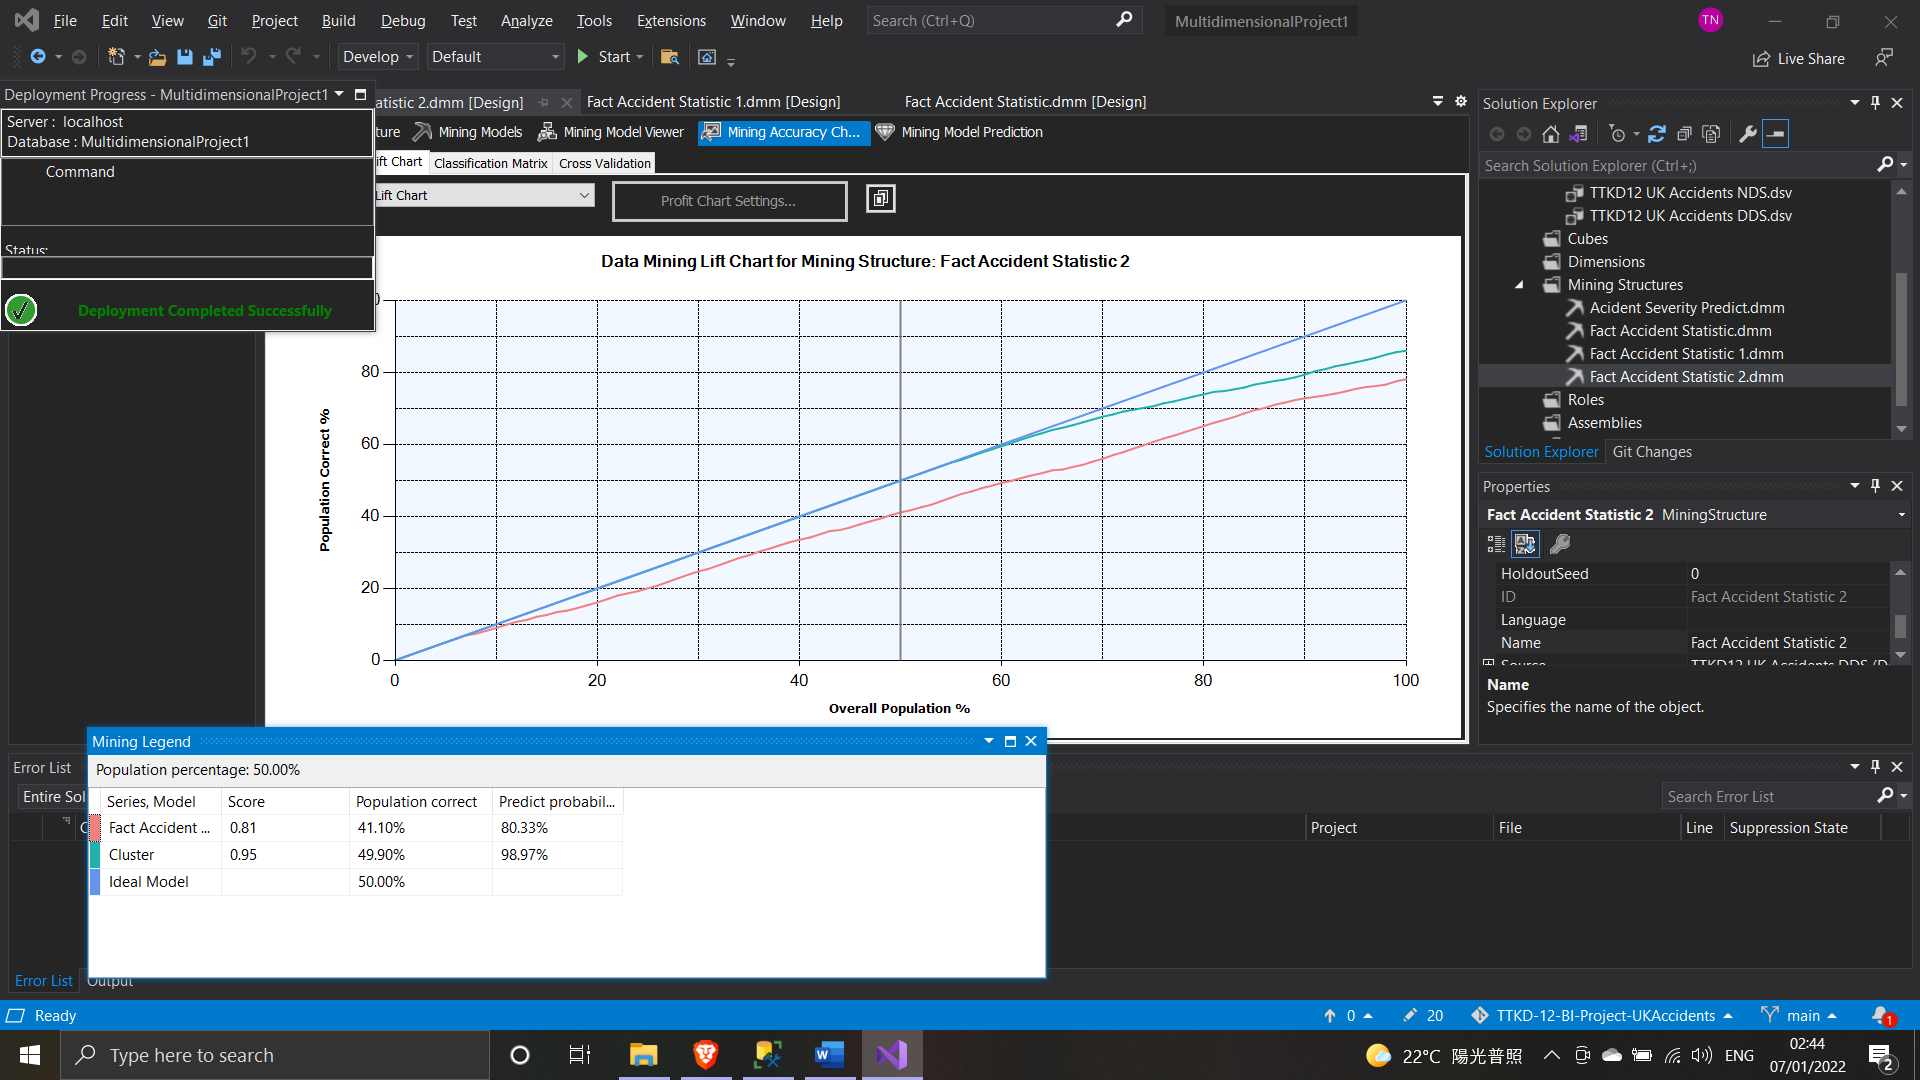 File Edit View Git Project Build Debug Test Analyze Tools Extensions Window Help Search (Ctrl+Q) MultidimensionalProject1 TN
Develop Default Start Live Share
Deployment Progress - MultidimensionalProject1
Server : localhost
Database : MultidimensionalProject1
Command
Status:
Deployment Completed Successfully
atistic 2.dmm [Design] Fact Accident Statistic 1.dmm [Design] Fact Accident Statistic.dmm [Design]
ture Mining Models Mining Model Viewer Mining Accuracy Ch... Mining Model Prediction
ift Chart Classification Matrix Cross Validation
Lift Chart Profit Chart Settings...
Data Mining Lift Chart for Mining Structure: Fact Accident Statistic 2
Population Correct %
80
60
40
20
0
0 20 40 60 80 100
Overall Population %
Solution Explorer
Search Solution Explorer (Ctrl+;)
TTKD12 UK Accidents NDS.dsv
TTKD12 UK Accidents DDS.dsv
Cubes
Dimensions
Mining Structures
Acident Severity Predict.dmm
Fact Accident Statistic.dmm
Fact Accident Statistic 1.dmm
Fact Accident Statistic 2.dmm
Roles
Assemblies
Solution Explorer Git Changes
Properties
Fact Accident Statistic 2 MiningStructure
HoldoutSeed 0
ID Fact Accident Statistic 2
Language
Name Fact Accident Statistic 2
Source TTKD12 UK Accidents DDS (D
Name
Specifies the name of the object.
Mining Legend
Population percentage: 50.00%
Series, Model Score Population correct Predict probabil...
Fact Accident ... 0.81 41.10% 80.33%
Cluster 0.95 49.90% 98.97%
Ideal Model 50.00%
Error List
Entire Sol
Search Error List
Project File Line Suppression State
Error List Output
Ready 0 20 TTKD-12-BI-Project-UKAccidents main 1
Type here to search 22°C 陽光普照 ENG 02:44
07/01/2022 2